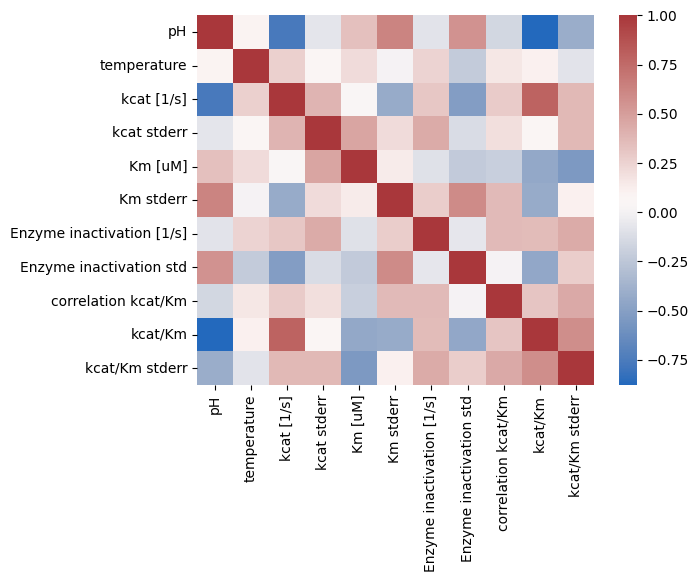 pH
temperature
kcat [1/s]
kcat stderr
Km [uM]
Km stderr
Enzyme inactivation [1/s]
Enzyme inactivation std
correlation kcat/Km
kcat/Km
kcat/Km stderr
pH
temperature
kcat [1/s]
kcat stderr
Km [uM]
Km stderr
Enzyme inactivation [1/s]
Enzyme inactivation std
correlation kcat/Km
kcat/Km
kcat/Km stderr
1.00
0.75
0.50
0.25
0.00
−0.25
−0.50
−0.75